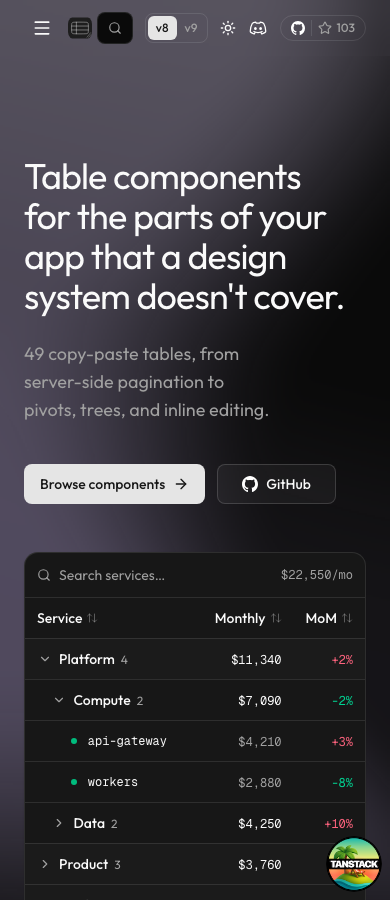 v8 v9 103
Table components
for the parts of your
app that a design
system doesn't cover.
49 copy-paste tables, from
server-side pagination to
pivots, trees, and inline editing.
Browse components
GitHub
Search services… $22,550/mo
Service Monthly MoM
Platform 4 $11,340 +2%
Compute 2 $7,090 -2%
api-gateway $4,210 +3%
workers $2,880 -8%
Data 2 $4,250 +10%
Product 3 $3,760
TANSTACK